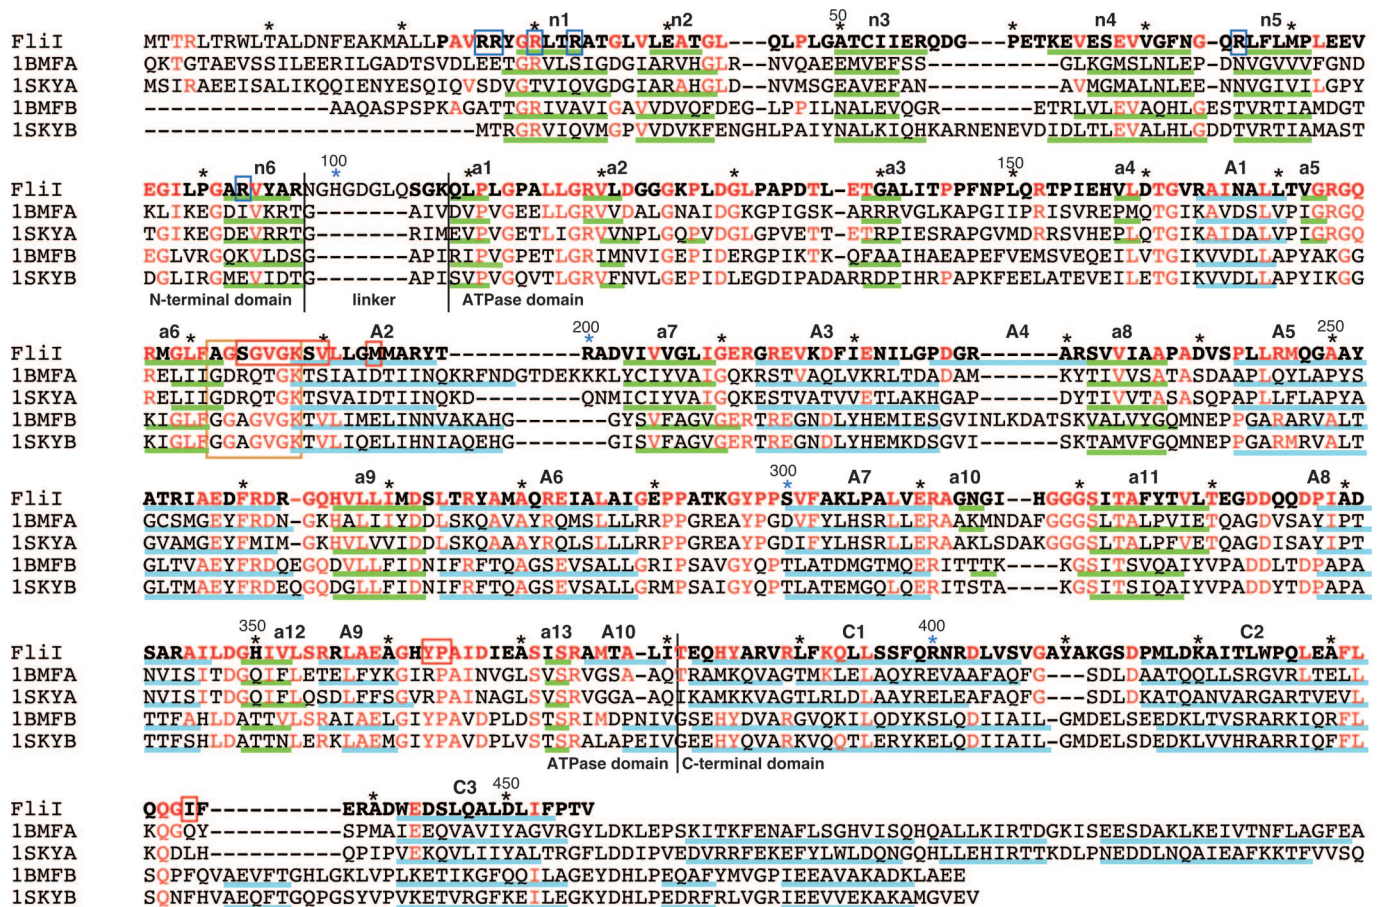 n1 n2 50 n3 n4 n5
* * * * * * * * *
FliI MTTRLTRWLTALDNFEAKMALLPAVRRYGRLTRATGLVLEATGL---QLPLGATCIIERQDG---PETKEVESEVVGFNG-QRLFLMPLEEV
1BMFA QKTGTAEVSSILEERILGADTSVDLEETGRVLSIGDGIARVHGLR--NVQAEEMVEFSS----------GLKGMSLNLEP-DNVGVVVFGND
1SKYA MSIRAEEISALIKQQIENYESQIQVSDVGTVIQVGDGIARAHGLD--NVMSGEAVEFAN----------AVMGMALNLEE-NNVGIVILGPY
1BMFB --------------AAQASPSPKAGATTGRIVAVIGAVVDVQFDEG-LPPILNALEVQGR---------ETRLVLEVAQHLGESTVRTIAMDGT
1SKYB -------------------------MTRGRVIQVMGPVVDVKFENGHLPAIYNALKIQHKARNENEVDIDLTLEVALHLGDDTVRTIAMAST
n6 100 a1 a2 a3 150 a4 A1 a5
* * * * * * * * *
FliI EGILPGARVYARNGHGDGLQSGKQLPLGPALLGRVLDGGGKPLDGLPAPDTL-ETGALITPPFNPLQRTPIEHVLDTGVRAINALLTVGRGQ
1BMFA KLIKEGDIVKRTG-------AIVDVPVGEELLGRVVDALGNAIDGKGPIGSK-ARRRVGLKAPGIIPRISVREPMQTGIKAVDSLVPIGRGQ
1SKYA TGIKEGDEVRRTG-------RIMEVPVGETLIGRVVNPLGQPVDGLGPVETT-ETRPIESRAPGVMDRRSVHEPLQTGIKAIDALVPIGRGQ
1BMFB EGLVRGQKVLDSG-------APIRIPVGPETLGRIMNVIGEPIDERGPIKTK-QFAAIHAEAPEFVEMSVEQEILVTGIKVVDLLAPYAKGG
1SKYB DGLIRGMEVIDTG-------APISVPVGQVTLGRVFNVLGEPIDLEGDIPADARRDPIHRPAPKFEELATEVEILETGIKVVDLLAPYIKGG
N-terminal domain linker ATPase domain
a6 A2 200 a7 A3 A4 a8 A5 250
* * * * * * * *
FliI RMGLFAGSGVGKSVLLGMMARYT----------RADVIVVGLIGERGREVKDFIENILGPDGR------ARSVVIAAPADVSPLLRMQGAAY
1BMFA RELIIGDRQTGKTSIAIDTIINQKRFNDGTDEKKKLYCIYVAIGQKRSTVAQLVKRLTDADAM------KYTIVVSATASDAAPLQYLAPYS
1SKYA RELIIGDRQTGKTSVAIDTIINQKD--------QNMICIYVAIGQKESTVATVVETLAKHGAP------DYTIVVTASASQPAPLLFLAPYA
1BMFB KIGLFGGAGVGKTVLIMELINNVAKAHG-------GYSVFAGVGERTREGNDLYHEMIESGVINLKDATSKVALVYGQMNEPPGARARVALT
1SKYB KIGLFGGAGVGKTVLIQELIHNIAQEHG-------GISVFAGVGERTREGNDLYHEMKDSGVI------SKTAMVFGQMNEPPGARMRVALT
a9 A6 300 A7 a10 a11 A8
* * * * * * * * *
FliI ATRIAEDFRDR-GQHVLLIMDSLTRYAMAQREIALAIGEPPATKGYPPSVFAKLPALVERAGNGI--HGGGSITAFYTVLTEGDDQQDPIAD
1BMFA GCSMGEYFRDN-GKHALIIYDDLSKQAVAYRQMSLLLRRPPGREAYPGDVFYLHSRLLERAAKMNDAFGGGSLTALPVIETQAGDVSAYIPT
1SKYA GVAMGEYFMIM-GKHVLVVIDDLSKQAAAYRQLSLLLRRPPGREAYPGDIFYLHSRLLERAAKLSDAKGGGSLTALPFVETQAGDISAYIPT
1BMFB GLTVAEYFRDQEGQDVLLFIDNIFRFTQAGSEVSALLGRIPSAVGYQPTLATDMGTMQERITTTK-----KGSITSVQAIYVPADDLTDPAPA
1SKYB GLTMAEYFRDEQGQDGLLFIDNIFRFTQAGSEVSALLGRMPSAIGYQPTLATEMGQLQERITSTA-----KGSITSIQAIYVPADDYTDPAPA
350 a12 A9 a13 A10 C1 400 C2
* * * * * * * * *
FliI SARAILDGHIVLSRRLAEAGHYPAIDIEASISRAMTA-LITEQHYARVRLFKQLLSSFQRNRDLVSVGAYAKGSDPMLDKAITLWPQLEAFL
1BMFA NVISITDGQIFLETELFYKGIRPAINVGLSVSRVGSA-AQTRAMKQVAGTMKLELAQYREVAAFAQFG---SDLDAATQQLLSRGVRLTELL
1SKYA NVISITDGQIFLQSDLFFSGVRPAINAGLSVSRVGGA-AQIKAMKKVAGTLRLDLAAYRELEAFAQFG---SDLDKATQANVARGARTVEVL
1BMFB TTFAHLDATTVLSRAIAELGIYPAVDPLDSTSRIMDPNIVGSEHYDVARGVQKILQDYKSLQDIIAIL-GMDELSEEDKLTVSRARKIQRFL
1SKYB TTFSHLDATTNLERKLAEMGIYPAVDPLVSTSRALAPEIVGEEHYQVARKVQQTLERYKELQDIIAIL-GMDELSDEDKLVVHRARRIQFFL
ATPase domain C-terminal domain
C3 450
* *
FliI QQGIF----------ERADWEDSLQALDLIFPTV
1BMFA KQGQY----------SPMAIEEQVAVIYAGVRGYLDKLEPSKITKFENAFLSGHVISQHQALLKIRTDGKISEESDAKLKEIVTNFLAGFEA
1SKYA KQDLH----------QPIPVEKQVLIIYALTRGFLDDIPVEDVRRFEKEFYLWLDQNGQHLLEHIRTTKDLPNEDDLNQAIEAFKKTFVVSQ
1BMFB SQPFQVAEVFTGHLGKLVPLKETIKGFQQILAGEYDHLPEQAFYMVGPIEEAVAKADKLAEE
1SKYB SQNFHVAEQFTGQPGSYVPVKETVRGFKEILEGKYDHLPEDRFRLVGRIEEVVEKAKAMGVEV